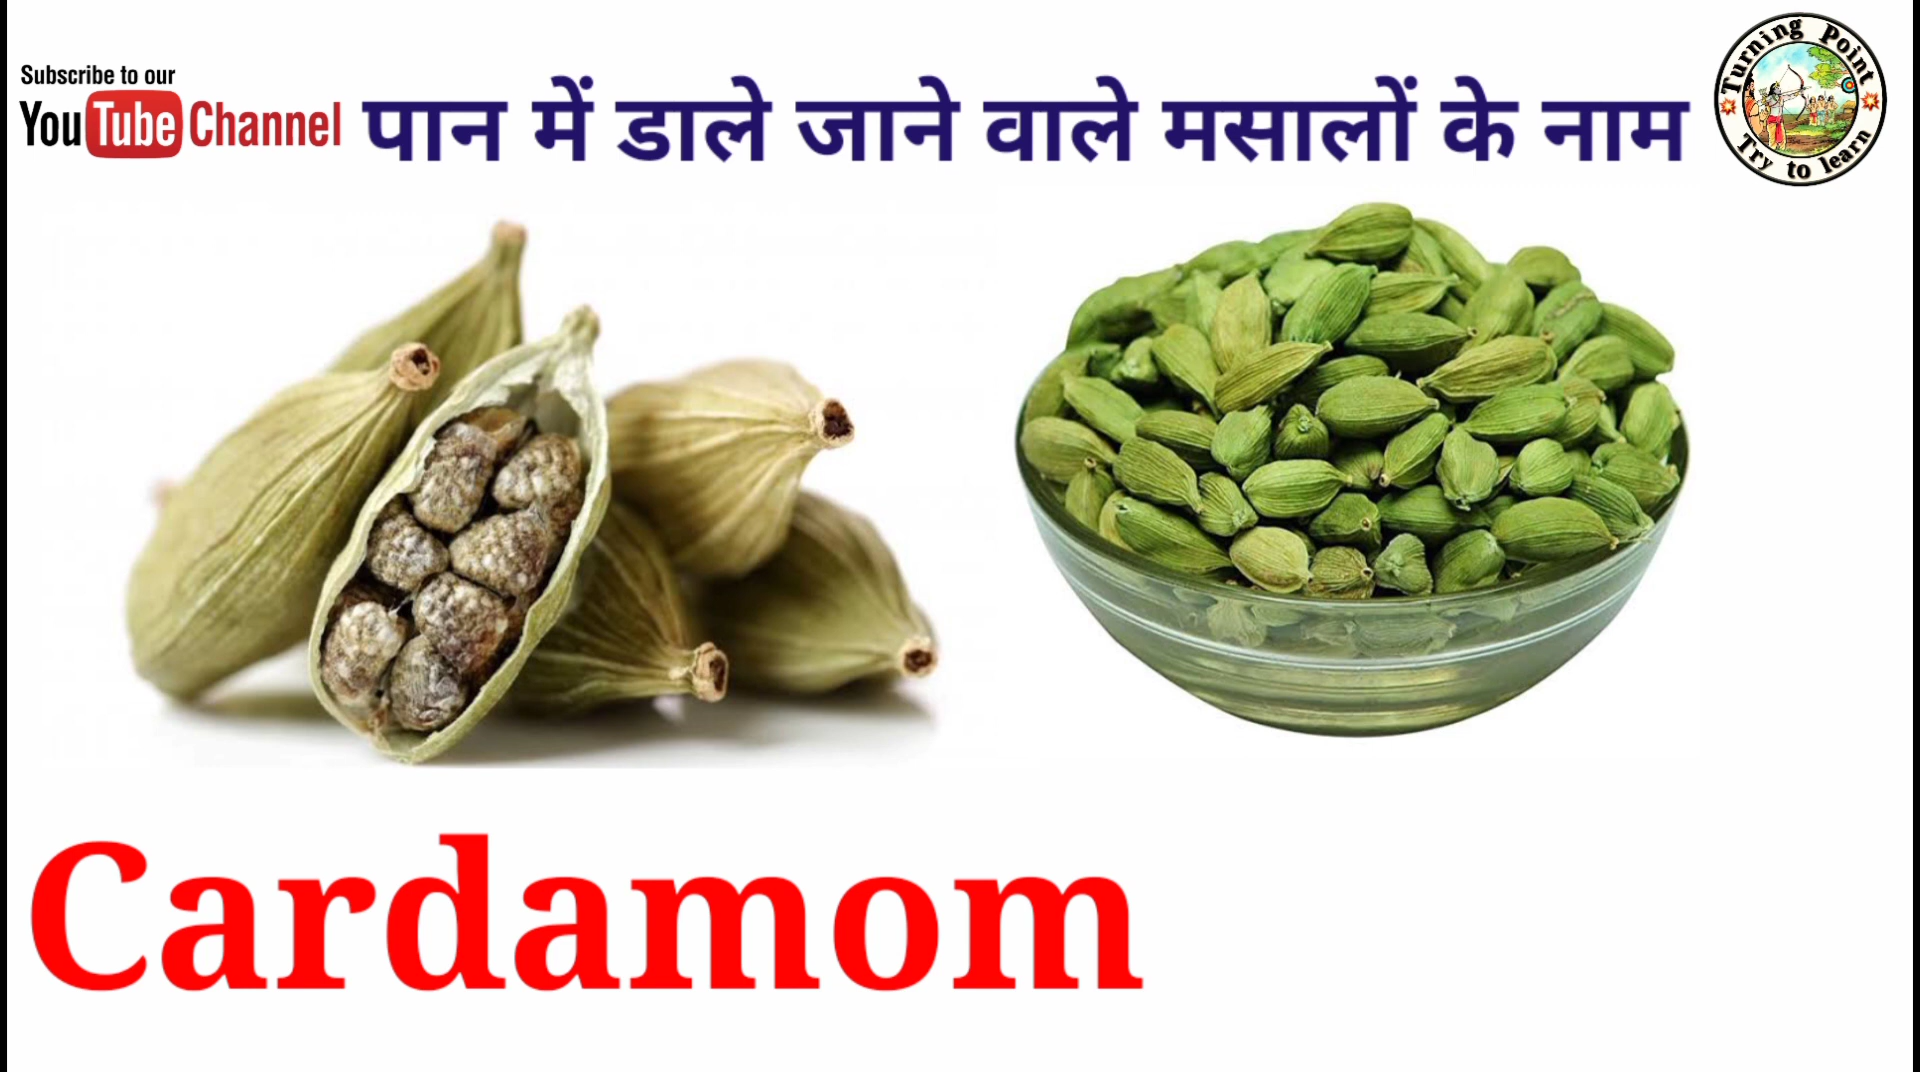 Subscribe to our
YouTube Channel
पान में डाले जाने वाले मसालों के नाम
Turning Point
Try to learn
Cardamom